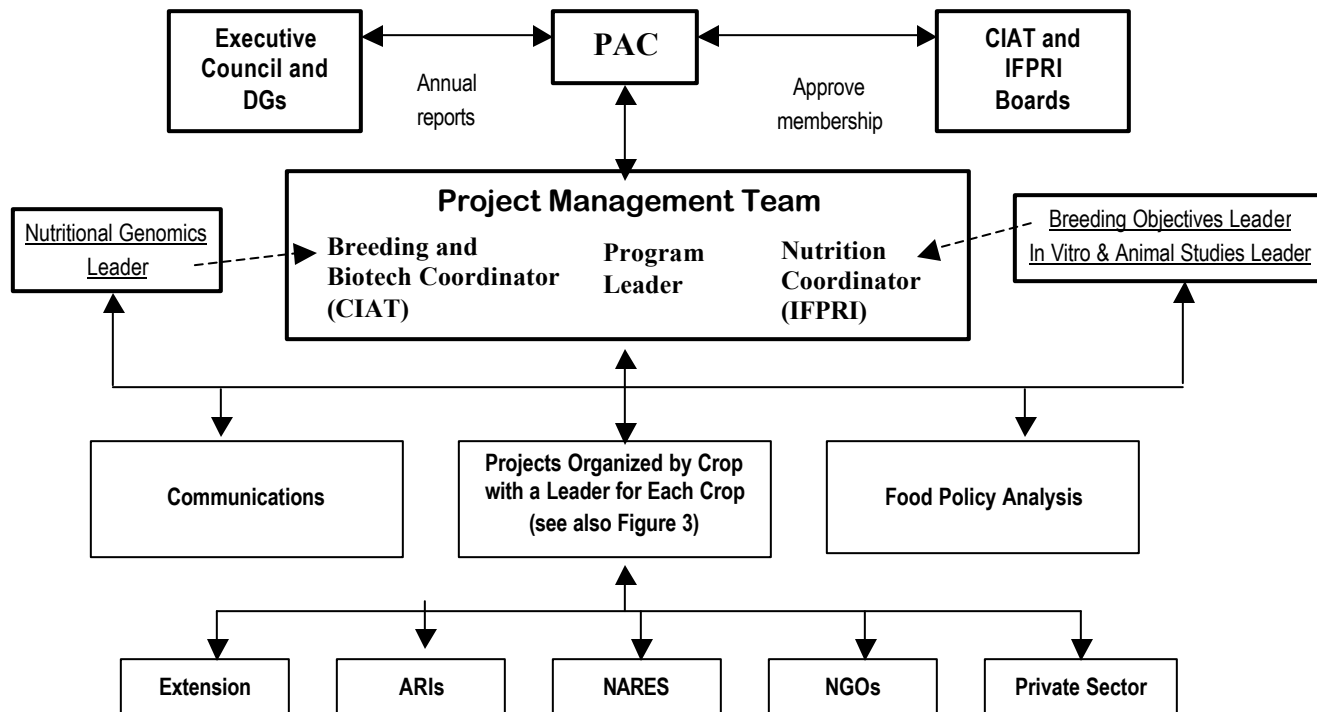 Executive
Council and
DGs
PAC
CIAT and
IFPRI
Boards
Annual
reports
Approve
membership
Project Management Team
Nutritional Genomics
Leader
Breeding and
Biotech Coordinator
(CIAT)
Program
Leader
Nutrition
Coordinator
(IFPRI)
Breeding Objectives Leader
In Vitro & Animal Studies Leader
Communications
Projects Organized by Crop
with a Leader for Each Crop
(see also Figure 3)
Food Policy Analysis
Extension
ARIs
NARES
NGOs
Private Sector